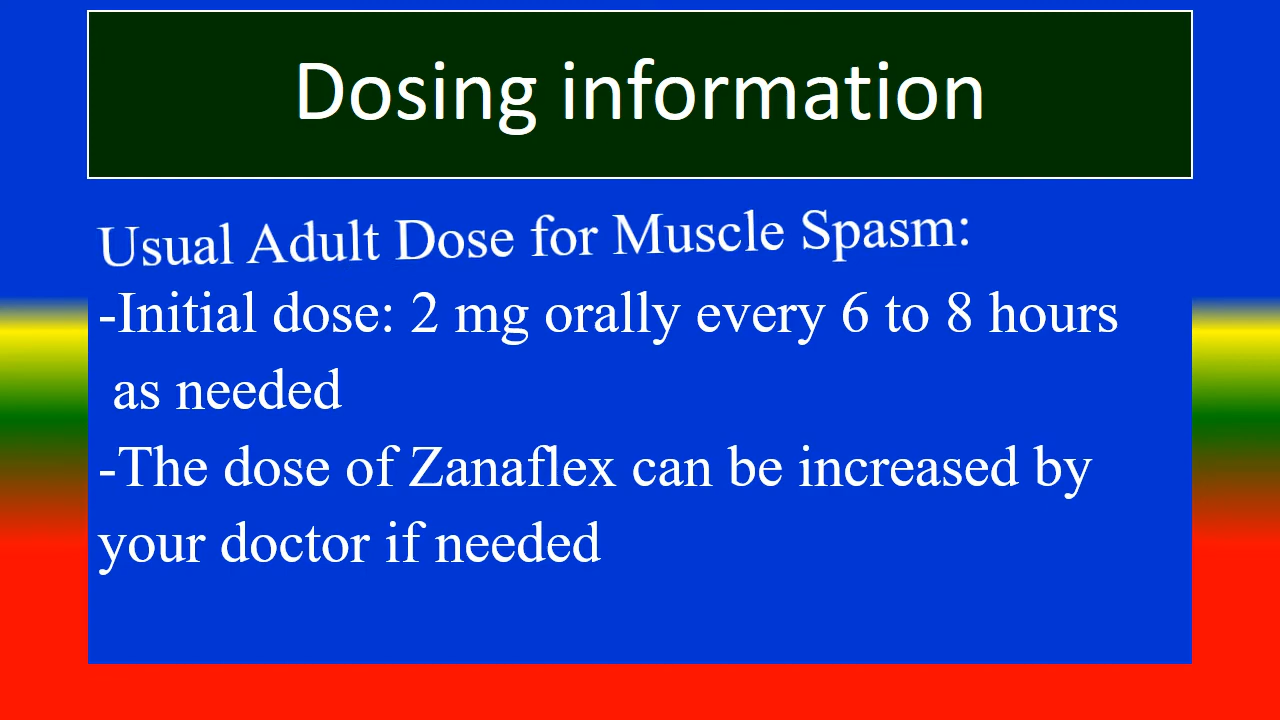 Dosing information
Usual Adult Dose for Muscle Spasm:
-Initial dose: 2 mg orally every 6 to 8 hours
as needed
-The dose of Zanaflex can be increased by
your doctor if needed